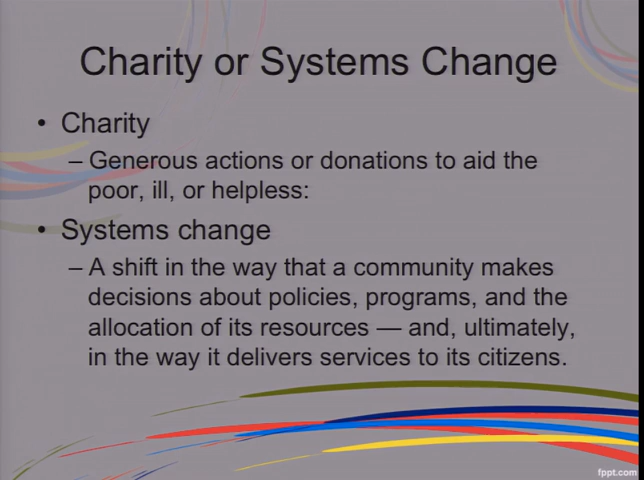 Charity or Systems Change
• Charity
– Generous actions or donations to aid the
poor, ill, or helpless:
• Systems change
– A shift in the way that a community makes
decisions about policies, programs, and the
allocation of its resources — and, ultimately,
in the way it delivers services to its citizens.
fppt.com